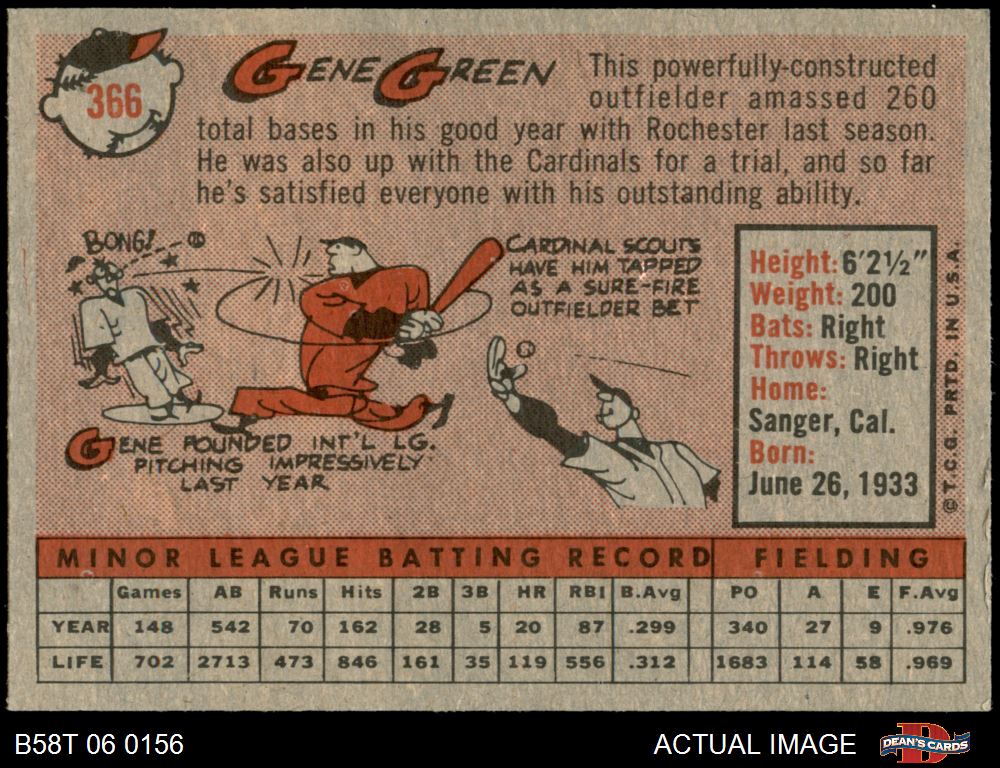 366
GENE GREEN
This powerfully-constructed
outfielder amassed 260
total bases in his good year with Rochester last season.
He was also up with the Cardinals for a trial, and so far
he's satisfied everyone with his outstanding ability.
BONG!
CARDINAL SCOUTS
HAVE HIM TAPPED
AS A SURE-FIRE
OUTFIELDER BET
GENE POUNDED INT'L LG.
PITCHING IMPRESSIVELY
LAST YEAR
Height: 6'2½"
Weight: 200
Bats: Right
Throws: Right
Home:
Sanger, Cal.
Born:
June 26, 1933
© T.C.G. PRTD. IN U.S.A.
MINOR LEAGUE BATTING RECORD FIELDING
Games AB Runs Hits 2B 3B HR RBI B.Avg PO A E F.Avg
YEAR 148 542 70 162 28 5 20 87 .299 340 27 9 .976
LIFE 702 2713 473 846 161 35 119 556 .312 1683 114 58 .969
B58T 06 0156 ACTUAL IMAGE DEAN'S CARDS